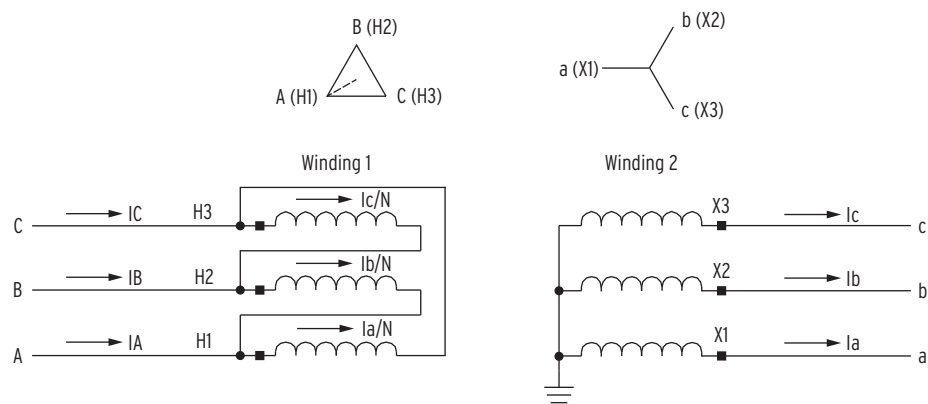 B (H2)
A (H1)
C (H3)
b (X2)
a (X1)
c (X3)
Winding 1
Winding 2
C
IC
H3
Ic/N
X3
Ic
c
B
IB
H2
Ib/N
X2
Ib
b
A
IA
H1
Ia/N
X1
Ia
a